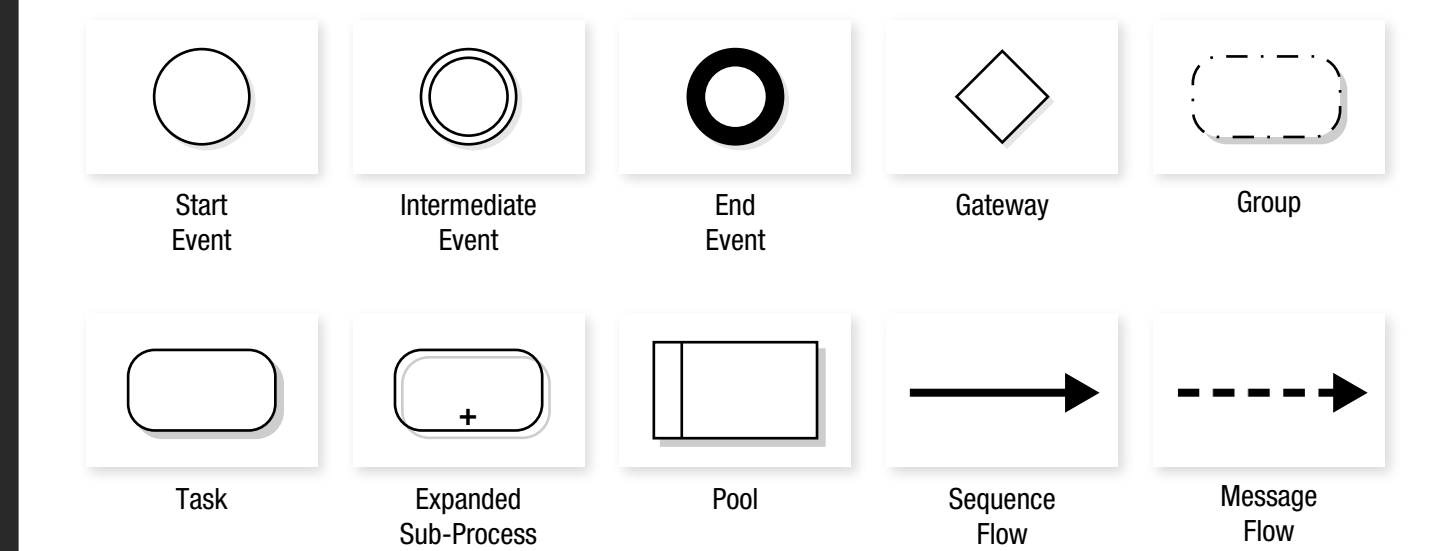 Start
Event
Intermediate
Event
End
Event
Gateway
Group
+
Task
Expanded
Sub-Process
Pool
Sequence
Flow
Message
Flow